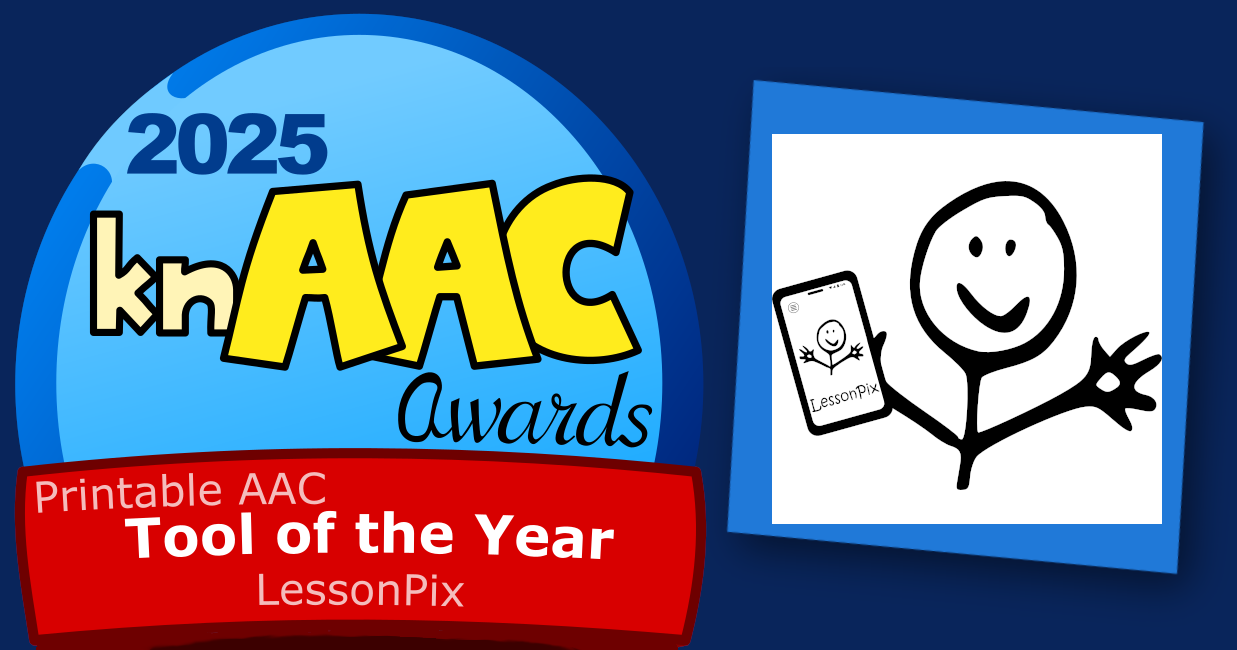 2025
knAAC
Awards
Printable AAC
Tool of the Year
LessonPix
LessonPix